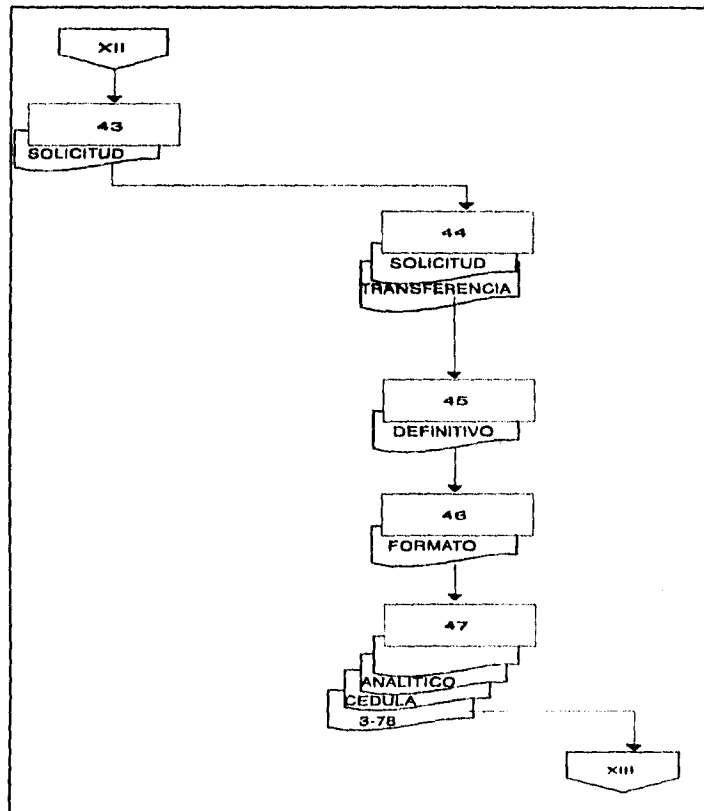 XII
43
SOLICITUD
44
SOLICITUD
TRANSFERENCIA
45
DEFINITIVO
46
FORMATO
47
ANALITICO
CEDULA
3-78
XIII